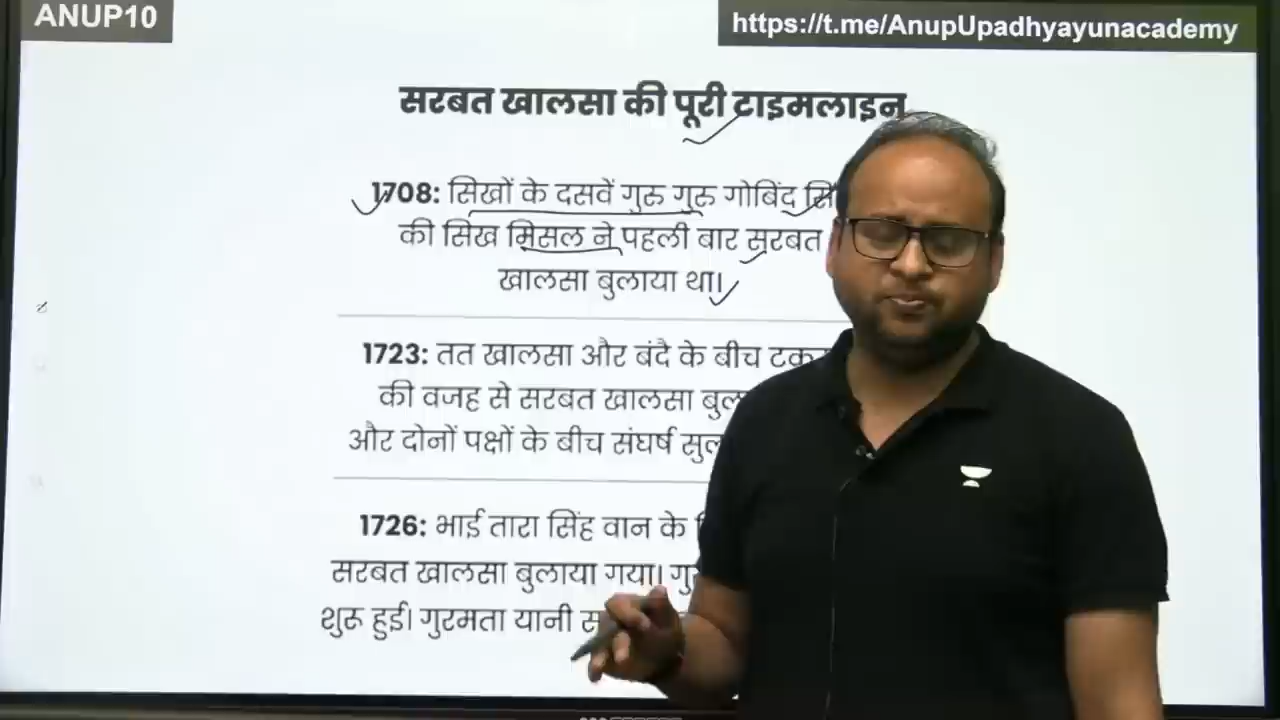 ANUP10
https://t.me/AnupUpadhyayunacademy
सरबत खालसा की पूरी टाइमलाइन
1708: सिखों के दसवें गुरु गुरु गोबिंद
की सिख मिसल ने पहली बार सरबत
खालसा बुलाया था।
1723: तत खालसा और बंदै के बीच
की वजह से सरबत खालसा
और दोनों पक्षों के बीच संघर्ष
1726: भाई तारा सिंह वान के
सरबत खालसा बुलाया गया।
शुरू हुई। गुरमता यानी